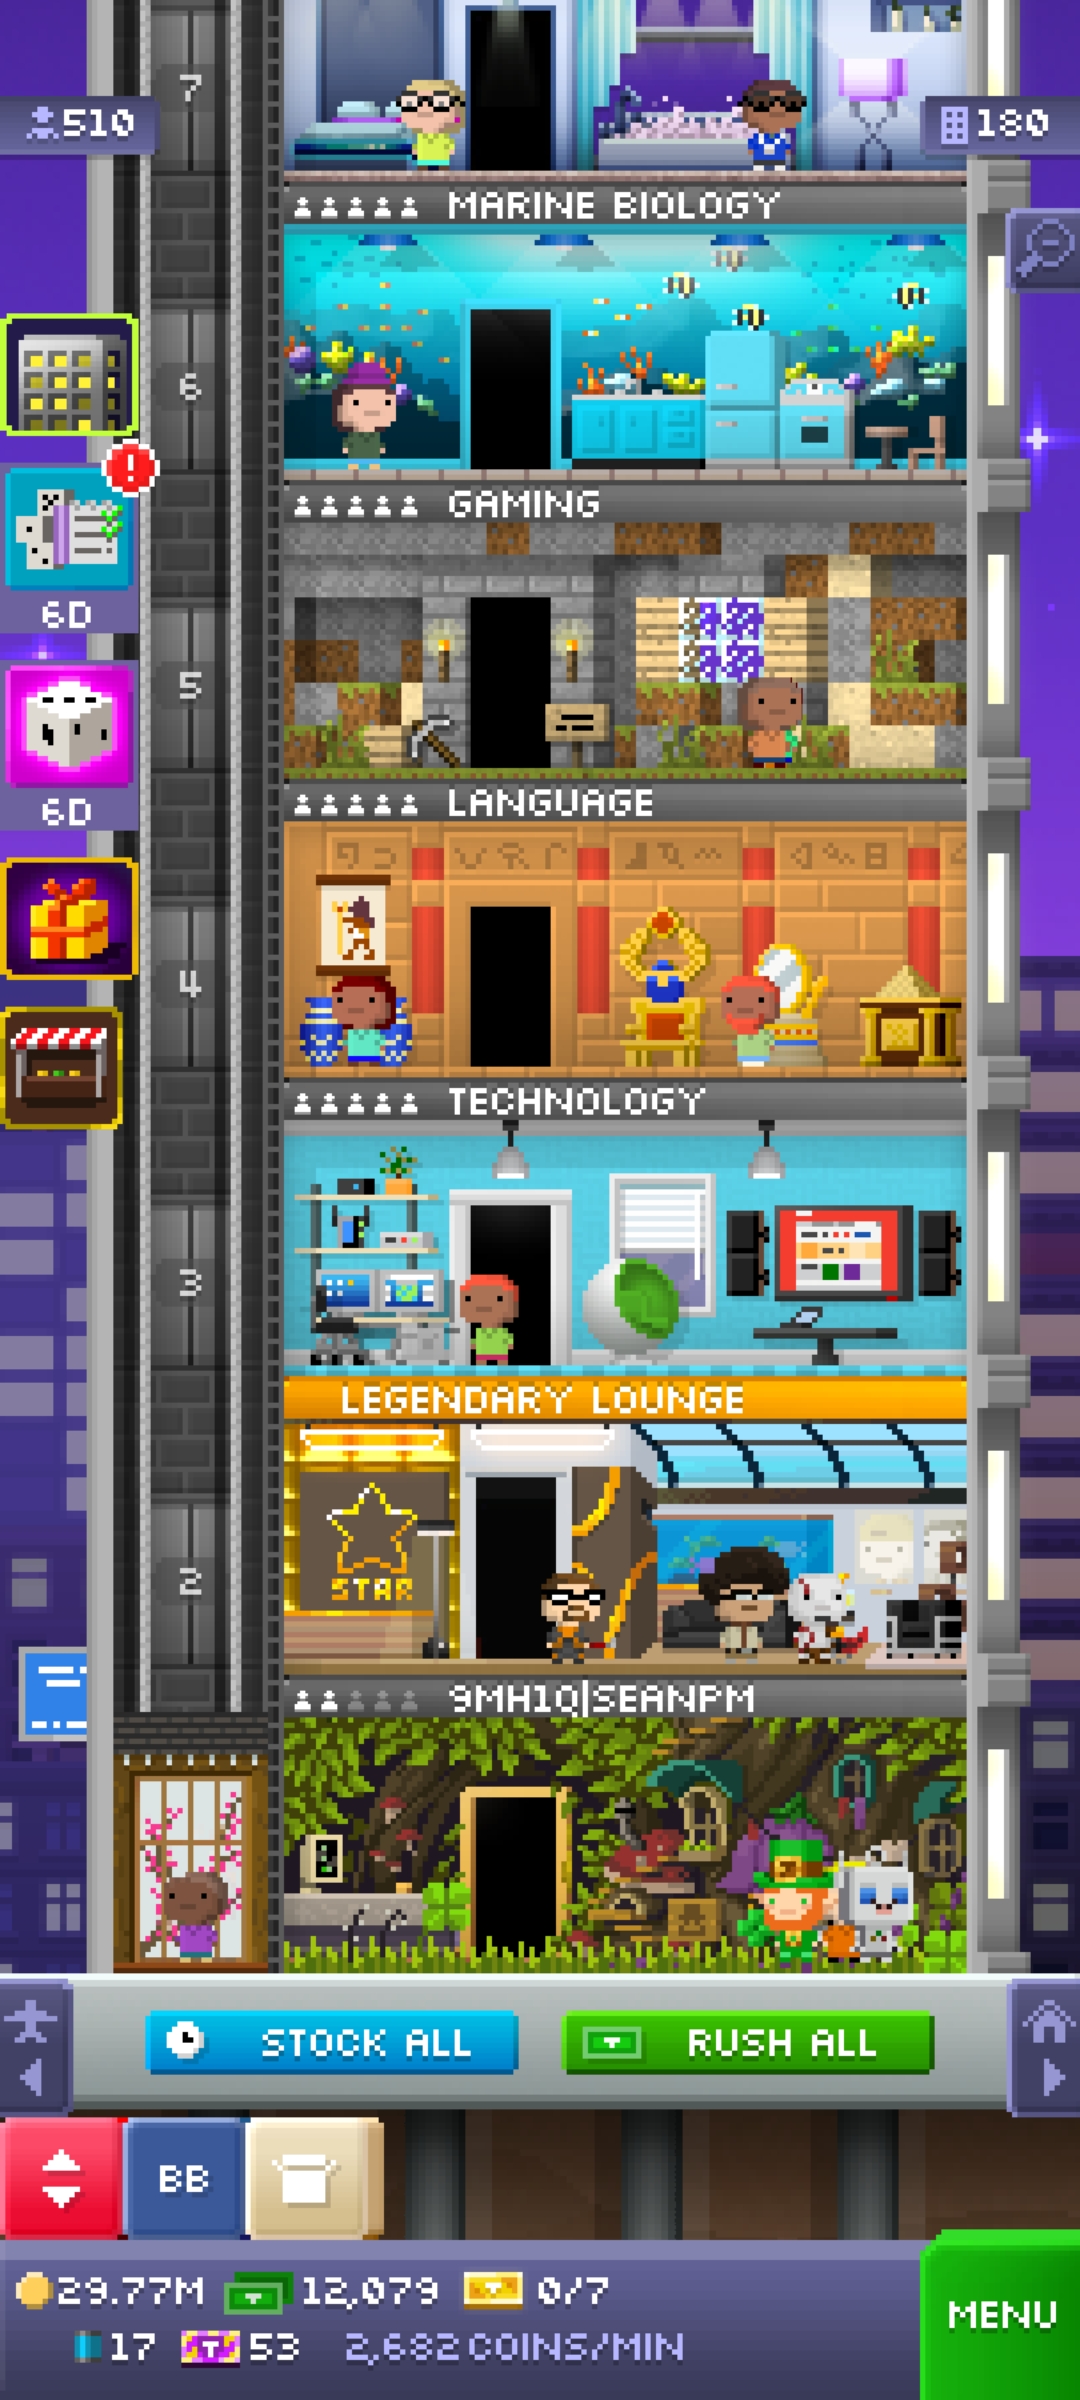 7
510
180
MARINE BIOLOGY
6
GAMING
6D
5
6D
LANGUAGE
4
TECHNOLOGY
3
LEGENDARY LOUNGE
STAR
2
9MH1Q|SEANPM
STOCK ALL
RUSH ALL
BB
29.77M
12,079
0/7
MENU
17
53
2,682 COINS/MIN